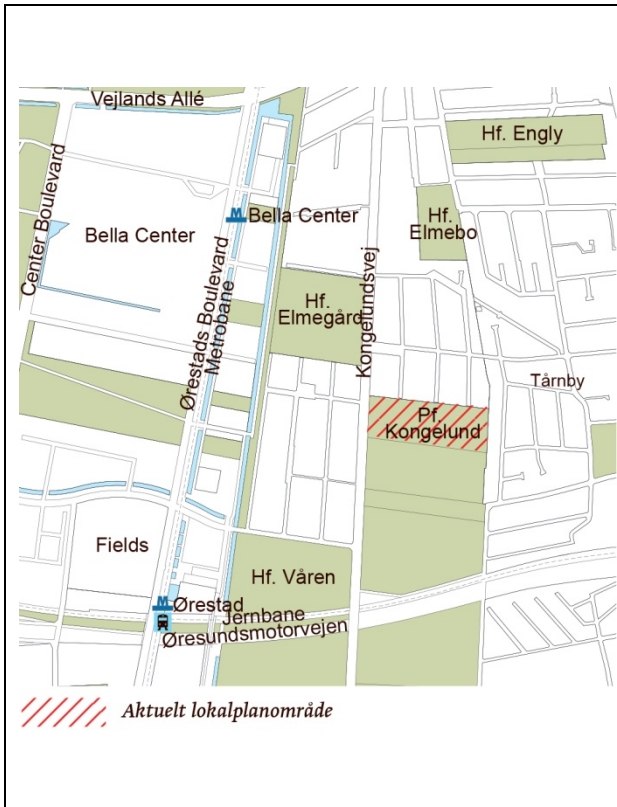 Vejlands Allé
Hf. Engly
Center Boulevard
Bella Center
M Bella Center
Hf.
Elmebo
Ørestads Boulevard
Metrobane
Hf.
Elmegård
Kongelundsvej
Tårnby
Pf.
Kongelund
Fields
Hf. Våren
M Ørestad
Jernbane
Øresundsmotorvejen
Aktuelt lokalplanområde